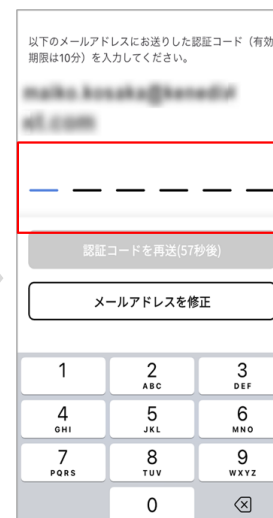 以下のメールアドレスにお送りした認証コード（有効
期限は10分）を入力してください。
認証コードを再送(57秒後)
メールアドレスを修正
1 2 3
ABC DEF
4 5 6
GHI JKL MNO
7 8 9
PQRS TUV WXYZ
0